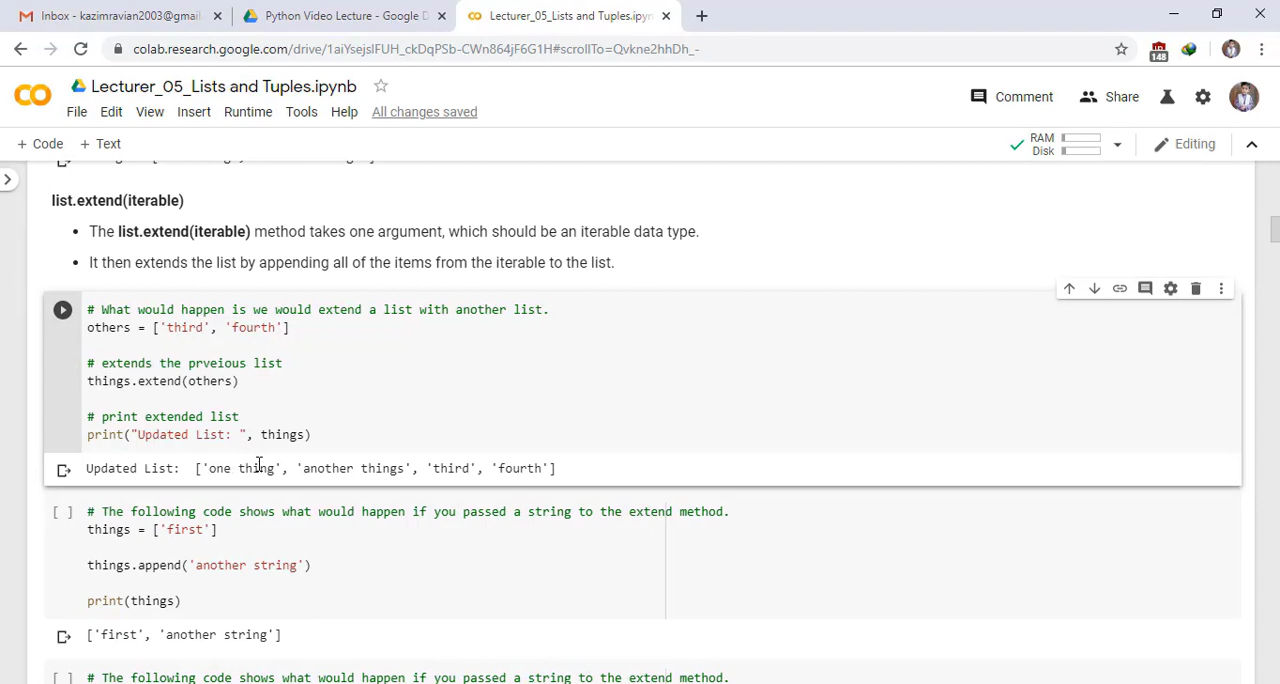 Inbox - kazimravian2003@gmail
Python Video Lecture - Google D
Lecturer_05_Lists and Tuples.ipynb
colab.research.google.com/drive/1aiYsejslFUH_ckDqPSb-CWn864jF6G1H#scrollTo=Qvkne2hhDh_-
148
Lecturer_05_Lists and Tuples.ipynb
Comment Share
File Edit View Insert Runtime Tools Help All changes saved
+ Code + Text
RAM
Disk
Editing
list.extend(iterable)
• The list.extend(iterable) method takes one argument, which should be an iterable data type.
• It then extends the list by appending all of the items from the iterable to the list.
# What would happen is we would extend a list with another list.
others = ['third', 'fourth']
# extends the prveious list
things.extend(others)
# print extended list
print("Updated List: ", things)
Updated List:  ['one thing', 'another things', 'third', 'fourth']
[ ] # The following code shows what would happen if you passed a string to the extend method.
things = ['first']
things.append('another string')
print(things)
['first', 'another string']
[ ] # The following code shows what would happen if you passed a string to the extend method.